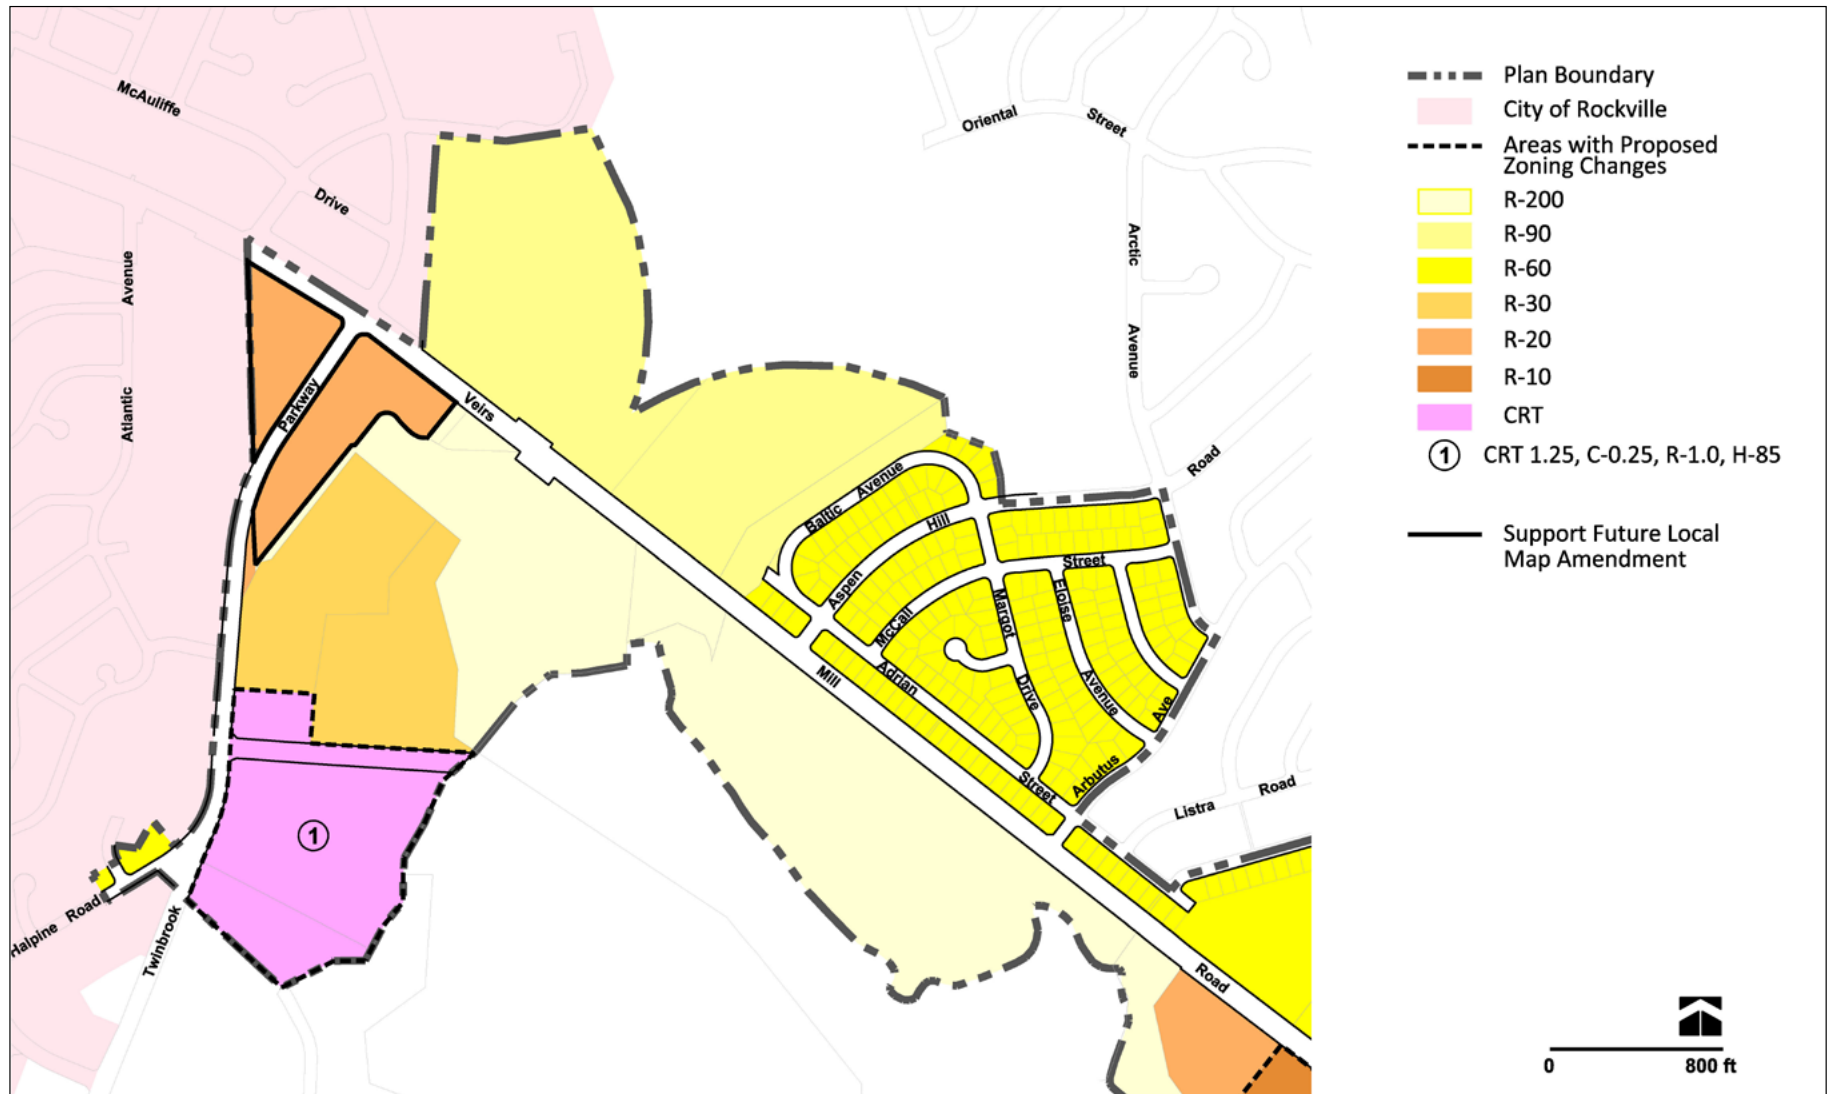 McAuliffe
Drive
Avenue
Atlantic
Parkway
Veirs
Oriental
Street
Arctic
Avenue
Road
Baltic
Avenue
Hill
Aspen
Street
McCall
Margot
Eloise
Adrian
Drive
Avenue
Ave
Mill
Street
Arbutus
Listra
Road
Road
Halpine
Road
Twinbrook
1
Plan Boundary
City of Rockville
Areas with Proposed
Zoning Changes
R-200
R-90
R-60
R-30
R-20
R-10
CRT
1 CRT 1.25, C-0.25, R-1.0, H-85
Support Future Local
Map Amendment
0 800 ft